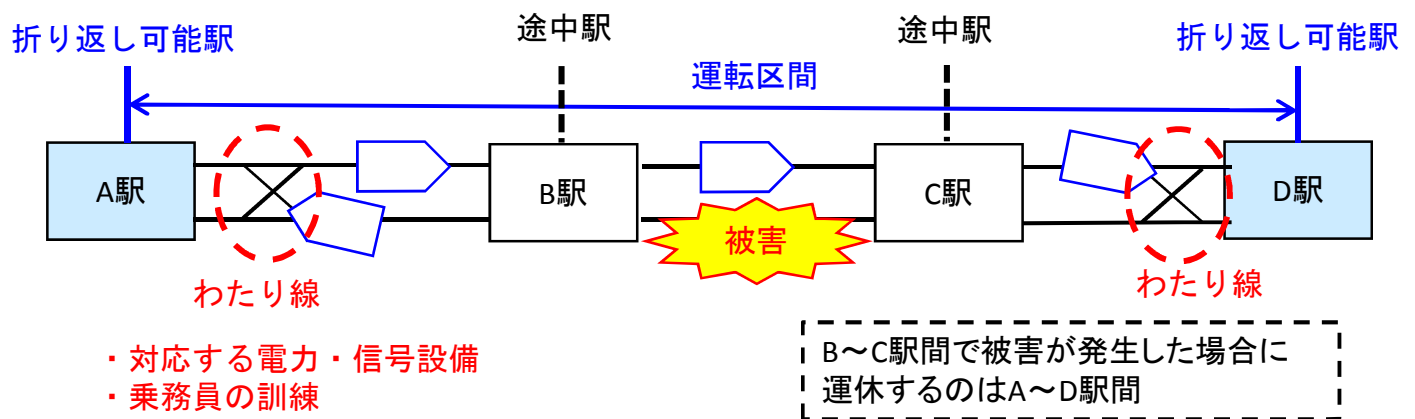 途中駅
途中駅
折り返し可能駅
折り返し可能駅
運転区間
A駅
B駅
C駅
D駅
被害
わたり線
わたり線
・対応する電力・信号設備
・乗務員の訓練
B～C駅間で被害が発生した場合に
運休するのはA～D駅間